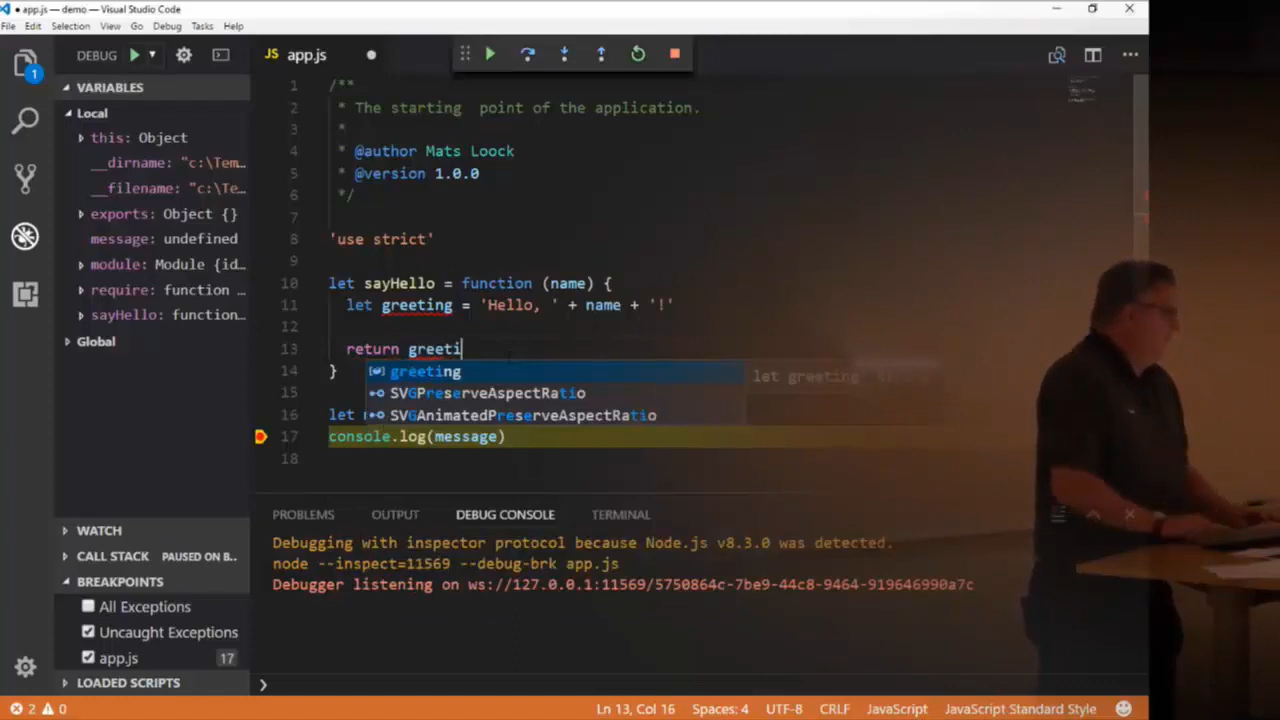 ● app.js — demo — Visual Studio Code
File Edit Selection View Go Debug Tasks Help
DEBUG
JS app.js ●
1
VARIABLES
Local
this: Object
__dirname: "c:\Tem…
__filename: "c:\Te…
exports: Object {}
message: undefined
module: Module {id…
require: function …
sayHello: function…
Global
WATCH
CALL STACK PAUSED ON B..
BREAKPOINTS
All Exceptions
Uncaught Exceptions
app.js 17
LOADED SCRIPTS
1 /**
2 * The starting  point of the application.
3 *
4 * @author Mats Loock
5 * @version 1.0.0
6 */
7
8 'use strict'
9
10 let sayHello = function (name) {
11 let greeting = 'Hello, ' + name + '!'
12
13 return greeti
14 }
greeting
let greeting:
15
SVGPreserveAspectRatio
16 let
SVGAnimatedPreserveAspectRatio
17 console.log(message)
18
PROBLEMS OUTPUT DEBUG CONSOLE TERMINAL
Debugging with inspector protocol because Node.js v8.3.0 was detected.
node --inspect=11569 --debug-brk app.js
Debugger listening on ws://127.0.0.1:11569/5750864c-7be9-44c8-9464-919646990a7c
2 0 Ln 13, Col 16 Spaces: 4 UTF-8 CRLF JavaScript JavaScript Standard Style